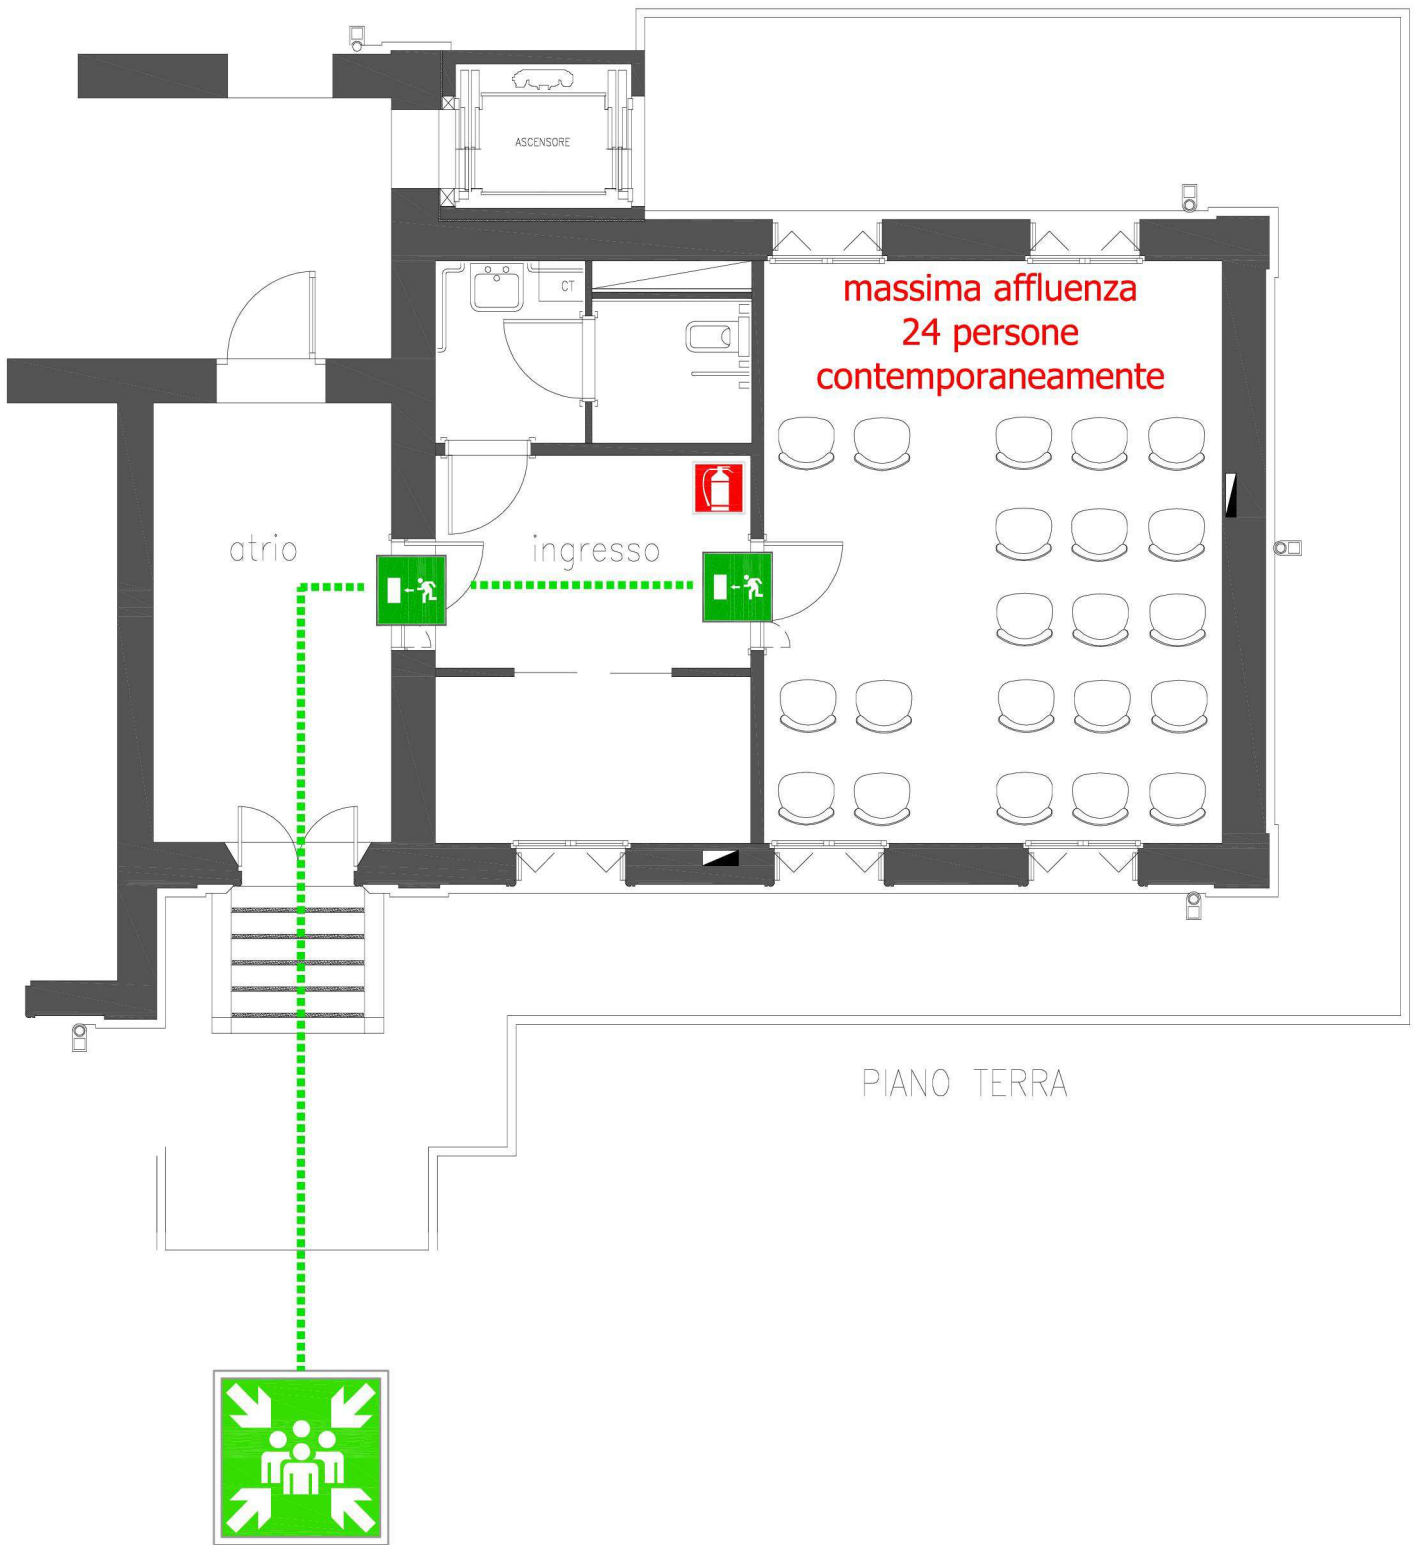 ASCENSORE
CT
massima affluenza
24 persone
contemporaneamente
atrio
ingresso
PIANO TERRA